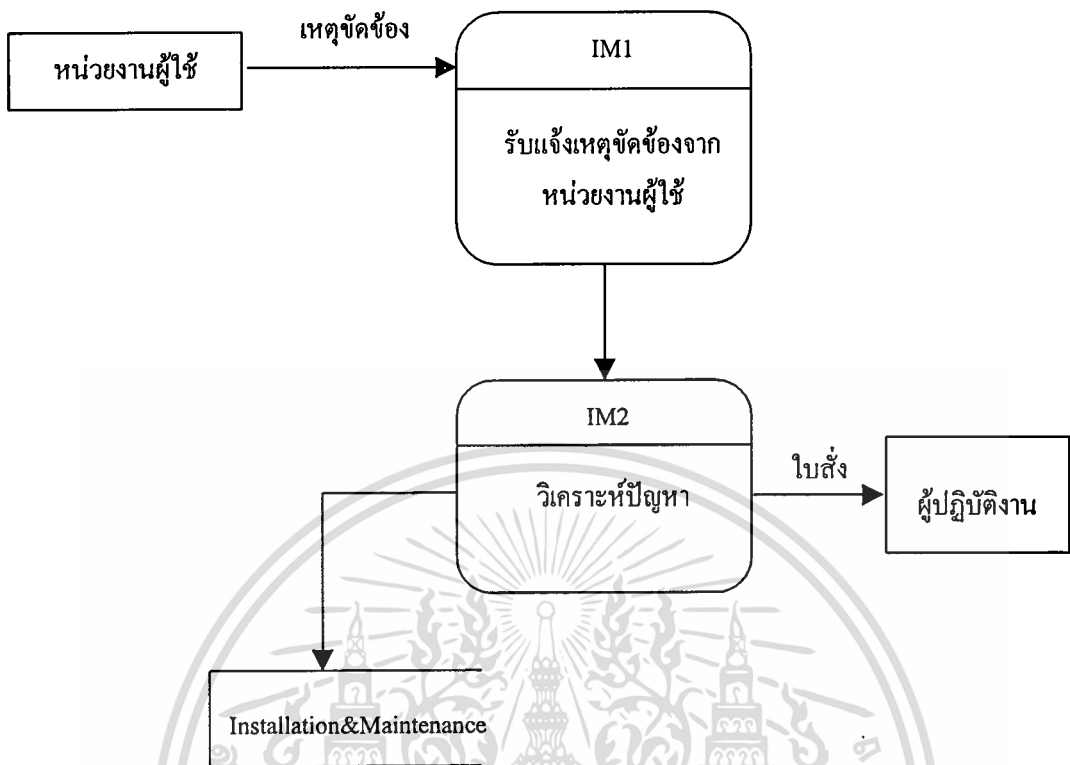 เหตุขัดข้อง
หน่วยงานผู้ใช้
IM1
รับแจ้งเหตุขัดข้องจาก
หน่วยงานผู้ใช้
IM2
วิเคราะห์ปัญหา
ใบสั่ง
ผู้ปฏิบัติงาน
Installation&Maintenance